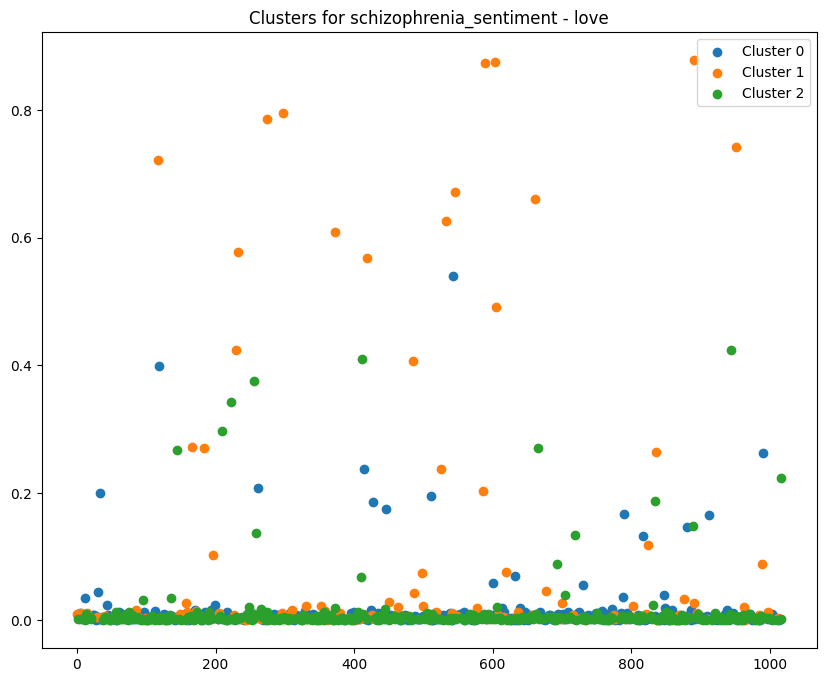 Clusters for schizophrenia_sentiment - love
Cluster 0
Cluster 1
Cluster 2
0.8
0.6
0.4
0.2
0.0
0 200 400 600 800 1000